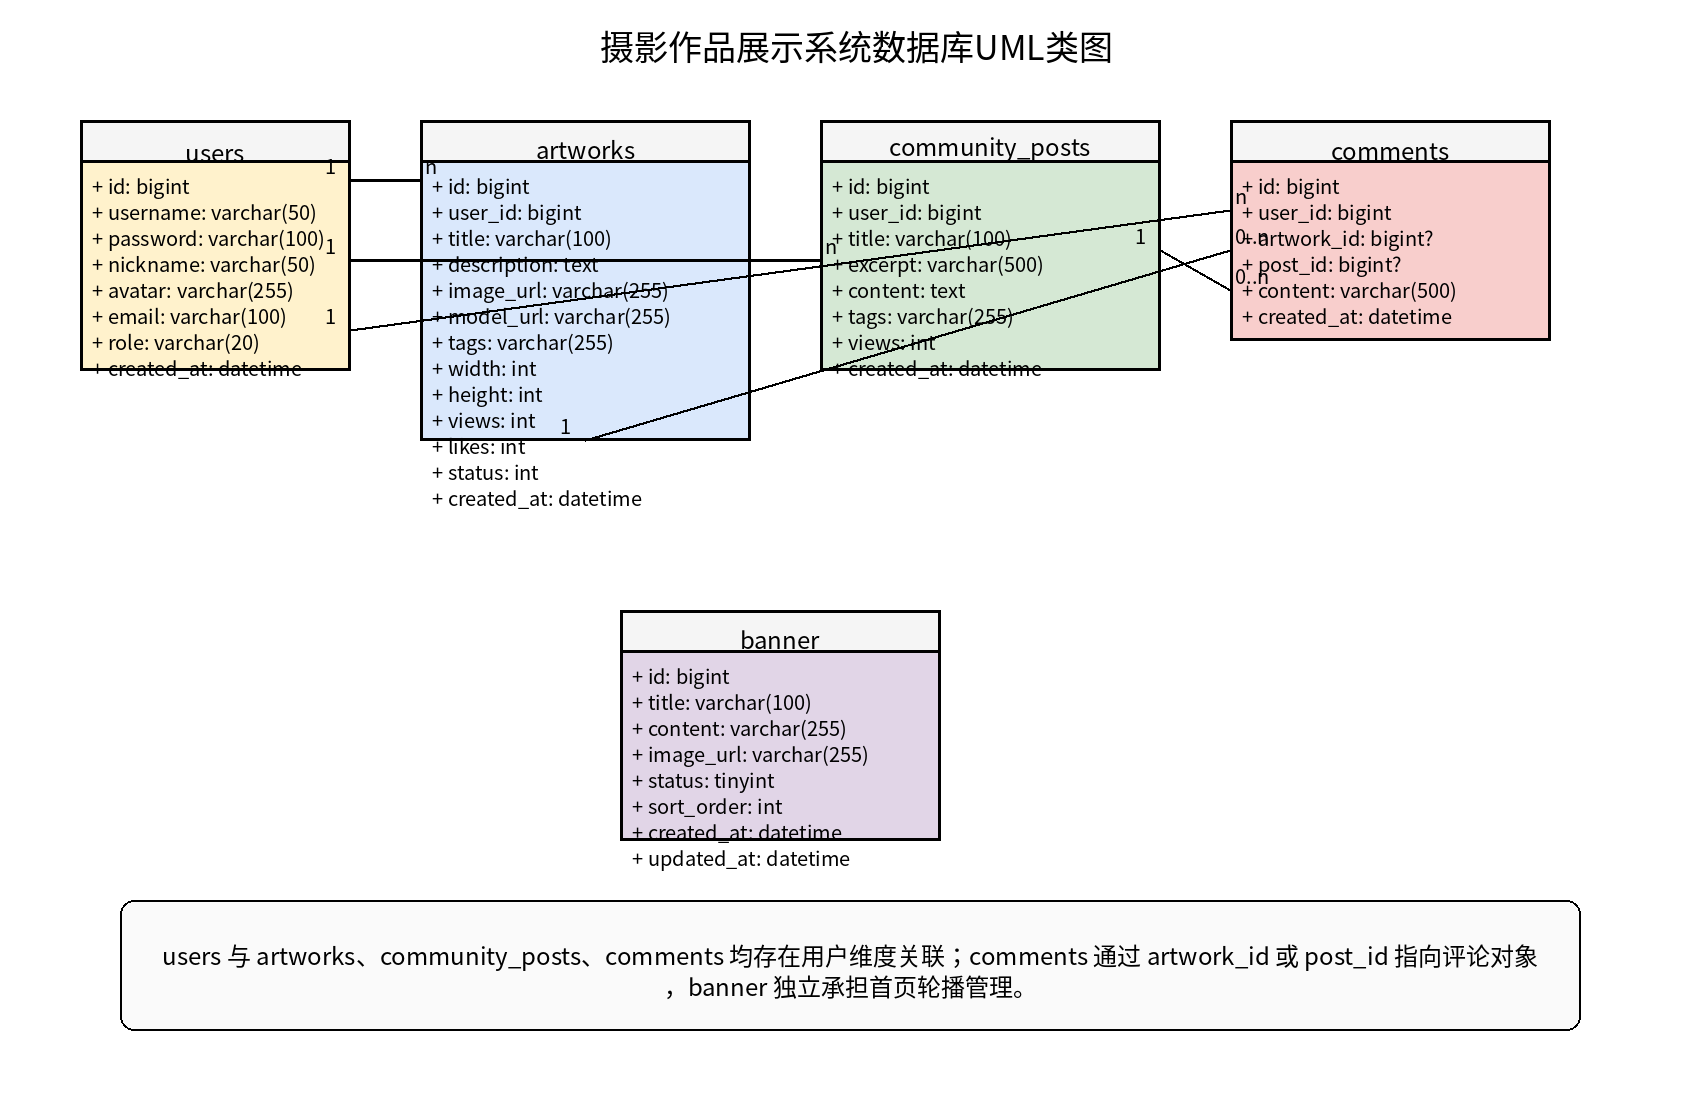 摄影作品展示系统数据库UML类图
users
1
+ id: bigint
+ username: varchar(50)
+ password: varchar(100)
1
+ nickname: varchar(50)
+ avatar: varchar(255)
+ email: varchar(100)
1
+ role: varchar(20)
+ created_at: datetime
artworks
n
+ id: bigint
+ user_id: bigint
+ title: varchar(100)
+ description: text
+ image_url: varchar(255)
+ model_url: varchar(255)
+ tags: varchar(255)
+ width: int
+ height: int
+ views: int
1
+ likes: int
+ status: int
+ created_at: datetime
community_posts
+ id: bigint
+ user_id: bigint
+ title: varchar(100)
1
n
+ excerpt: varchar(500)
+ content: text
+ tags: varchar(255)
+ views: int
+ created_at: datetime
comments
+ id: bigint
n
+ user_id: bigint
0..n
+ artwork_id: bigint?
+ post_id: bigint?
0..n
+ content: varchar(500)
+ created_at: datetime
banner
+ id: bigint
+ title: varchar(100)
+ content: varchar(255)
+ image_url: varchar(255)
+ status: tinyint
+ sort_order: int
+ created_at: datetime
+ updated_at: datetime
users 与 artworks、community_posts、comments 均存在用户维度关联；comments 通过 artwork_id 或 post_id 指向评论对象
，banner 独立承担首页轮播管理。